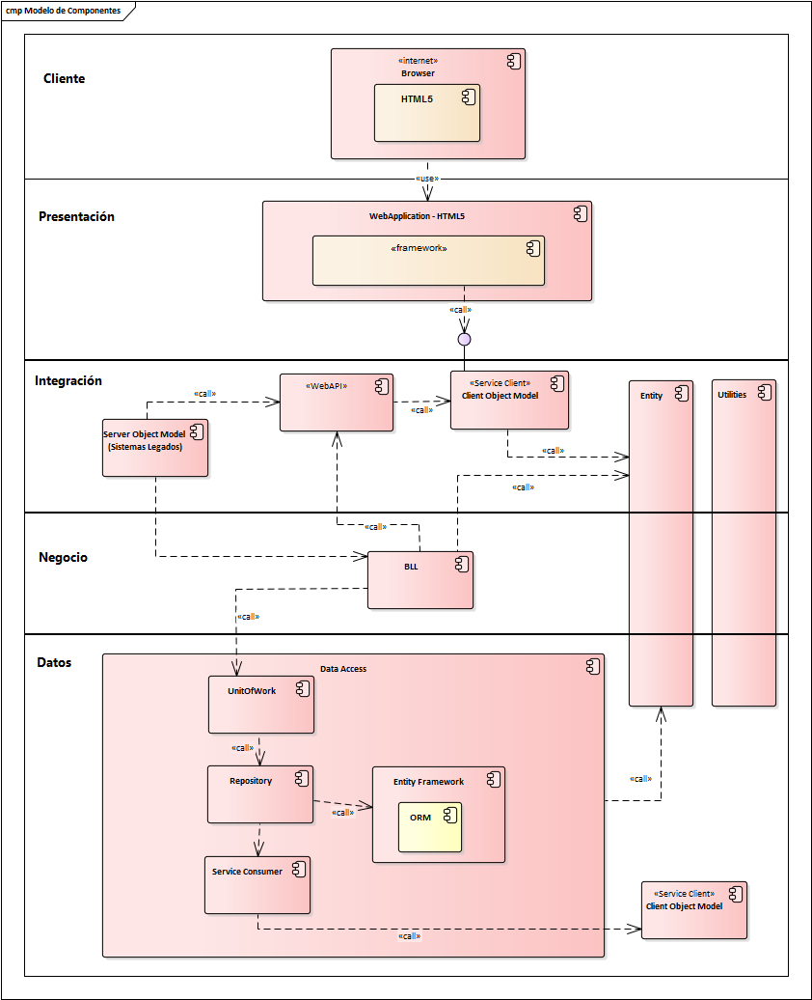 cmp Modelo de Componentes
Cliente
«internet»
Browser
HTML5
«use»
Presentación
WebApplication - HTML5
«framework»
«call»
Integración
«call»
«WebAPI»
«call»
«Service Client»
Client Object Model
Entity
Utilities
Server Object Model
(Sistemas Legados)
«call»
«call»
«call»
Negocio
BLL
«call»
Datos
Data Access
UnitOfWork
«call»
Repository
«call»
Entity Framework
ORM
«call»
Service Consumer
«Service Client»
Client Object Model
«call»